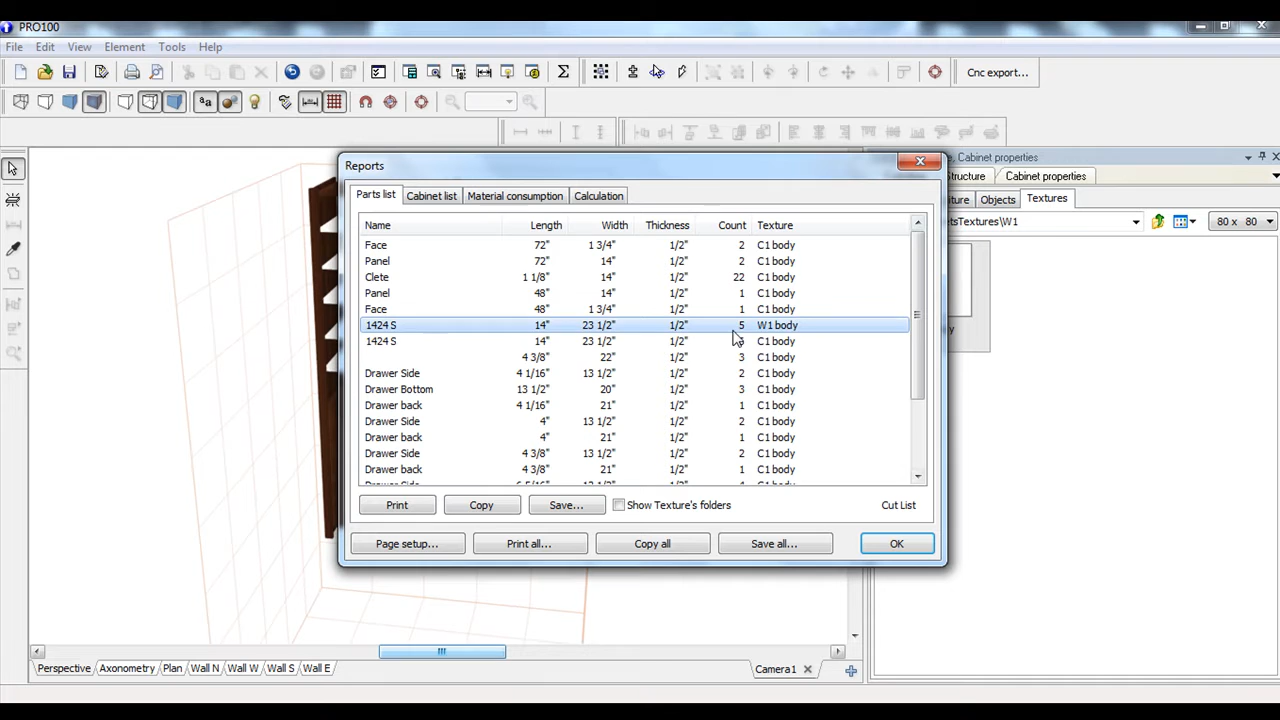 PRO100
File Edit View Element Tools Help
Cnc export...
aa
Reports
, Cabinet properties
Structure Cabinet properties
Parts list Cabinet list Material consumption Calculation
Objects Textures
etsTextures\W1 80 x 80
Name Length Width Thickness Count Texture
Face 72" 1 3/4" 1/2" 2 C1 body
Panel 72" 14" 1/2" 2 C1 body
Clete 1 1/8" 14" 1/2" 22 C1 body
Panel 48" 14" 1/2" 1 C1 body
Face 48" 1 3/4" 1/2" 1 C1 body
1424 S 14" 23 1/2" 1/2" 5 W1 body
1424 S 14" 23 1/2" 1/2" C1 body
4 3/8" 22" 1/2" 3 C1 body
Drawer Side 4 1/16" 13 1/2" 1/2" 2 C1 body
Drawer Bottom 13 1/2" 20" 1/2" 3 C1 body
Drawer back 4 1/16" 21" 1/2" 1 C1 body
Drawer Side 4" 13 1/2" 1/2" 2 C1 body
Drawer back 4" 21" 1/2" 1 C1 body
Drawer Side 4 3/8" 13 1/2" 1/2" 2 C1 body
Drawer back 4 3/8" 21" 1/2" 1 C1 body
Print Copy Save... Show Texture's folders Cut List
Page setup... Print all... Copy all Save all... OK
Perspective Axonometry Plan Wall N Wall W Wall S Wall E Camera1